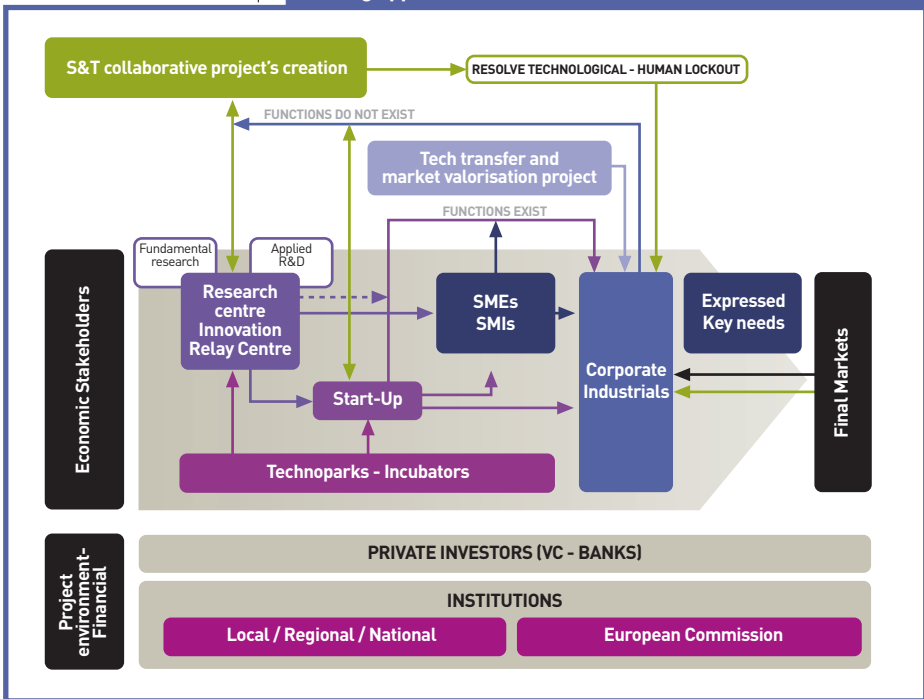 S&T collaborative project's creation
RESOLVE TECHNOLOGICAL - HUMAN LOCKOUT
FUNCTIONS DO NOT EXIST
Tech transfer and
market valorisation project
FUNCTIONS EXIST
Economic Stakeholders
Fundamental
research
Applied
R&D
Research
centre
Innovation
Relay Centre
SMEs
SMIs
Expressed
Key needs
Corporate
Industrials
Start-Up
Final Markets
Technoparks - Incubators
Project
environment-
Financial
PRIVATE INVESTORS (VC - BANKS)
INSTITUTIONS
Local / Regional / National
European Commission